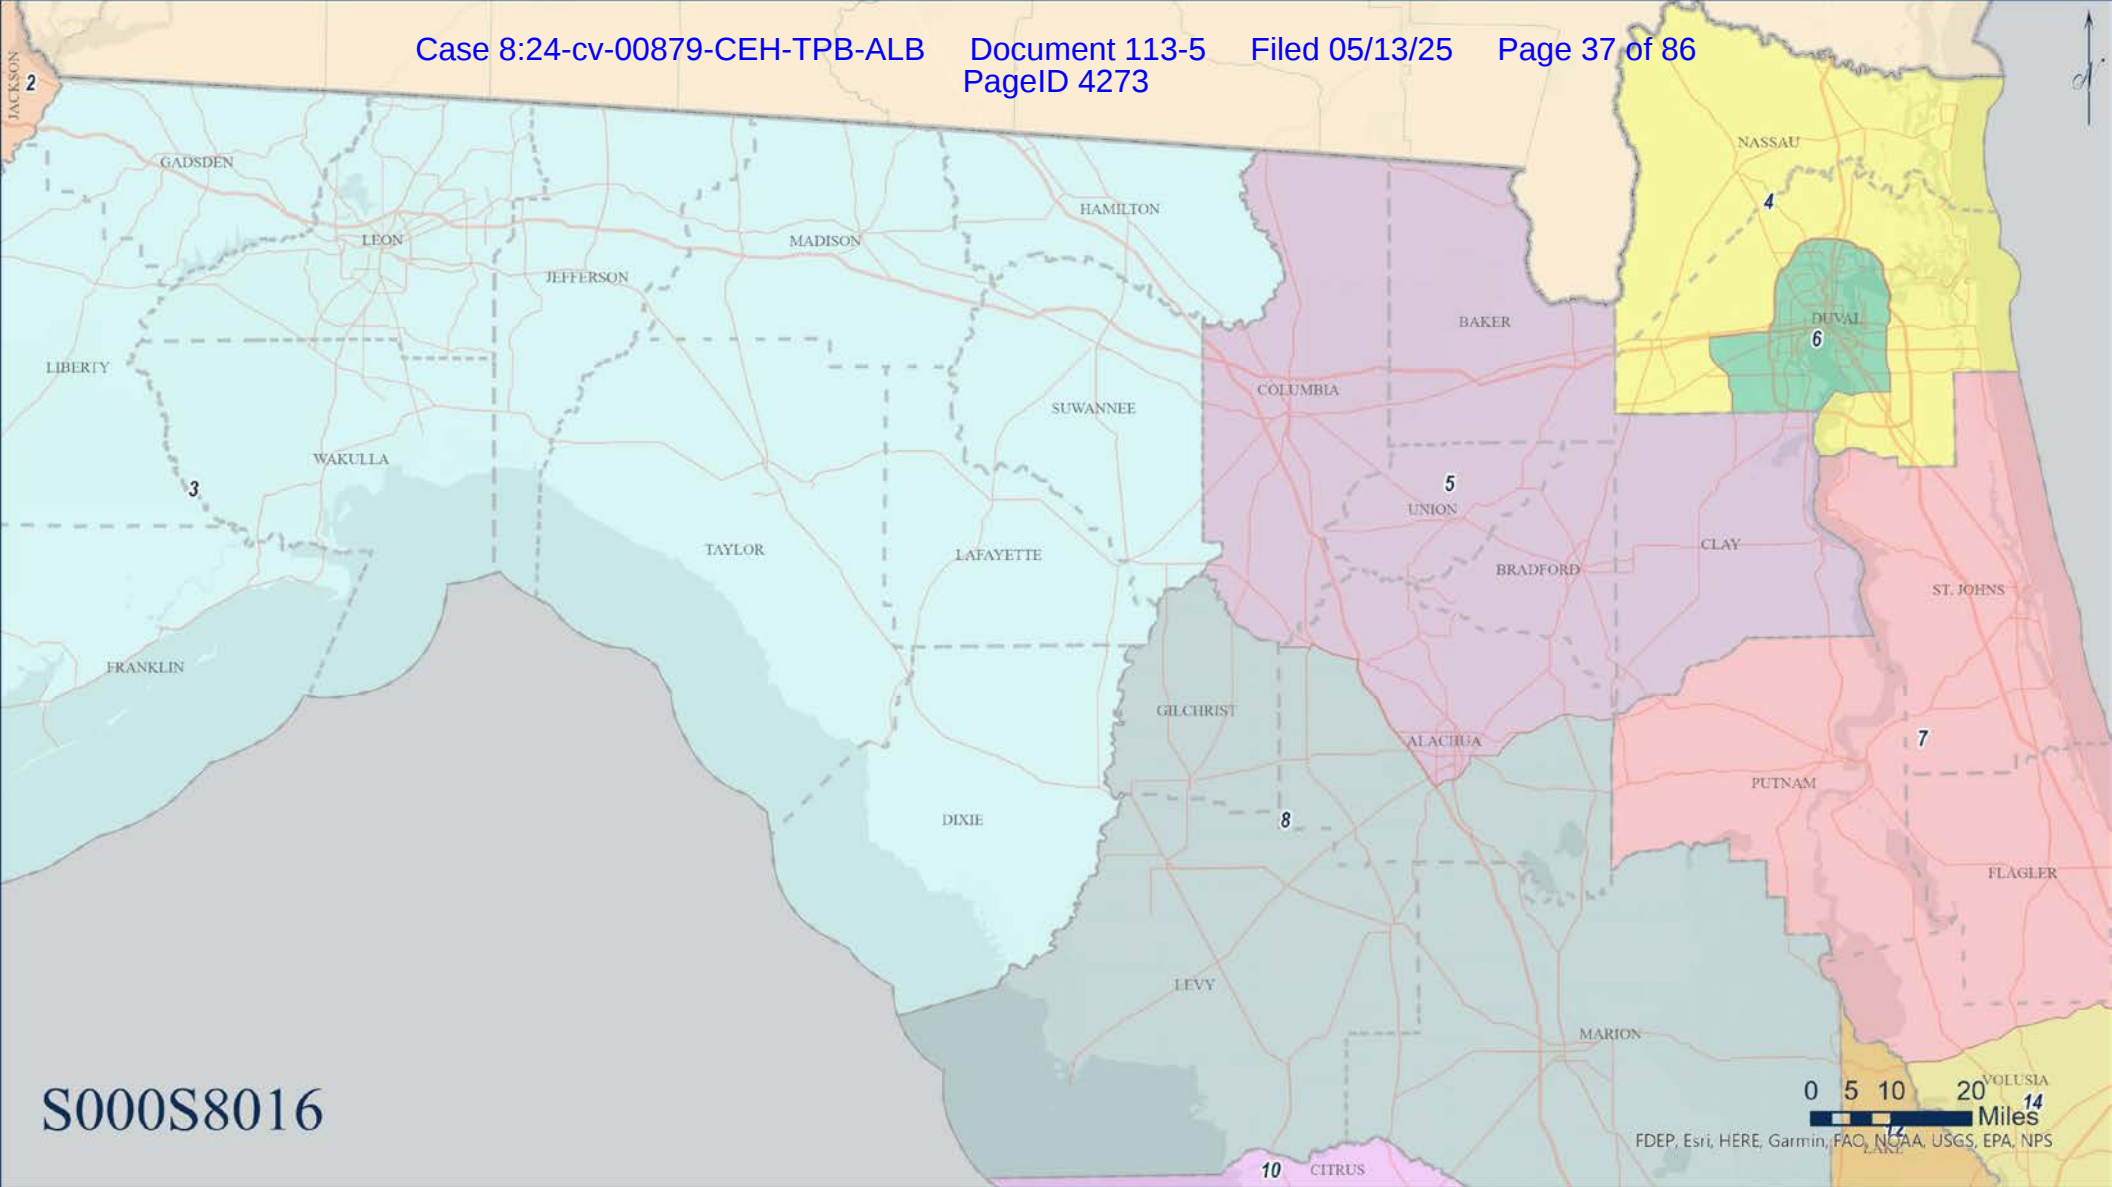 Case 8:24-cv-00879-CEH-TPB-ALB Document 113-5 Filed 05/13/25 Page 37 of 86
PageID 4273
JACKSON
2
NASSAU
GADSDEN
4
HAMILTON
LEON
MADISON
JEFFERSON
DUVAL
BAKER
6
LIBERTY
COLUMBIA
SUWANNEE
WAKULLA
3
5
UNION
TAYLOR
LAFAYETTE
CLAY
BRADFORD
ST. JOHNS
FRANKLIN
GILCHRIST
ALACHUA
7
PUTNAM
DIXIE
8
FLAGLER
LEVY
MARION
S000S8016
0 5 10 20
Miles
VOLUSIA
14
12
FDEP, Esri, HERE, Garmin, FAO, NOAA, USGS, EPA, NPS
LAKE
10 CITRUS